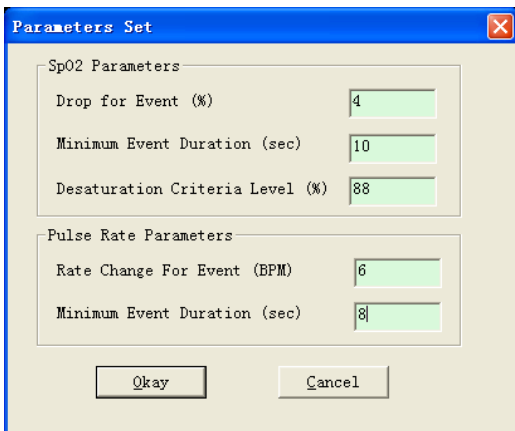 Parameters Set
SpO2 Parameters
Drop for Event (%) 4
Minimum Event Duration (sec) 10
Desaturation Criteria Level (%) 88
Pulse Rate Parameters
Rate Change For Event (BPM) 6
Minimum Event Duration (sec) 8
Okay Cancel